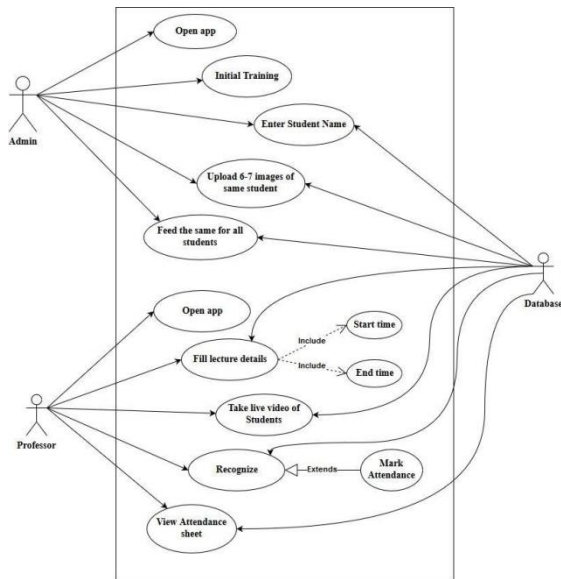 Open app
Initial Training
Admin
Enter Student Name
Upload 6-7 images of
same student
Feed the same for all
students
Database
Open app
Start time
Include
Fill lecture details
Include
End time
Take live video of
Students
Professor
Recognize
Extends
Mark
Attendance
View Attendance
sheet